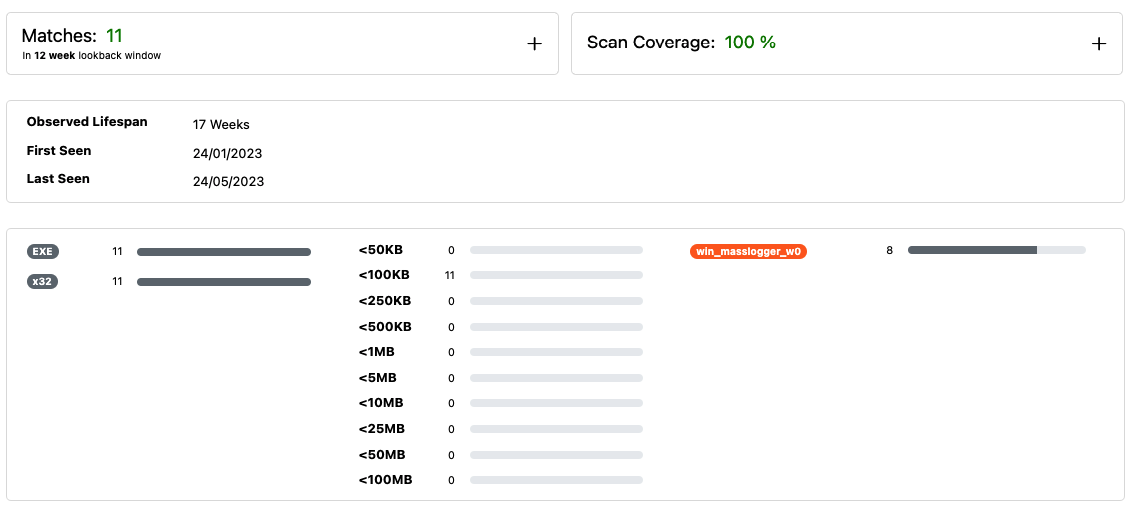 Matches: 11
In 12 week lookback window
+
Scan Coverage: 100 %
+
Observed Lifespan 17 Weeks
First Seen 24/01/2023
Last Seen 24/05/2023
EXE 11
x32 11
<50KB 0
<100KB 11
<250KB 0
<500KB 0
<1MB 0
<5MB 0
<10MB 0
<25MB 0
<50MB 0
<100MB 0
win_masslogger_w0 8